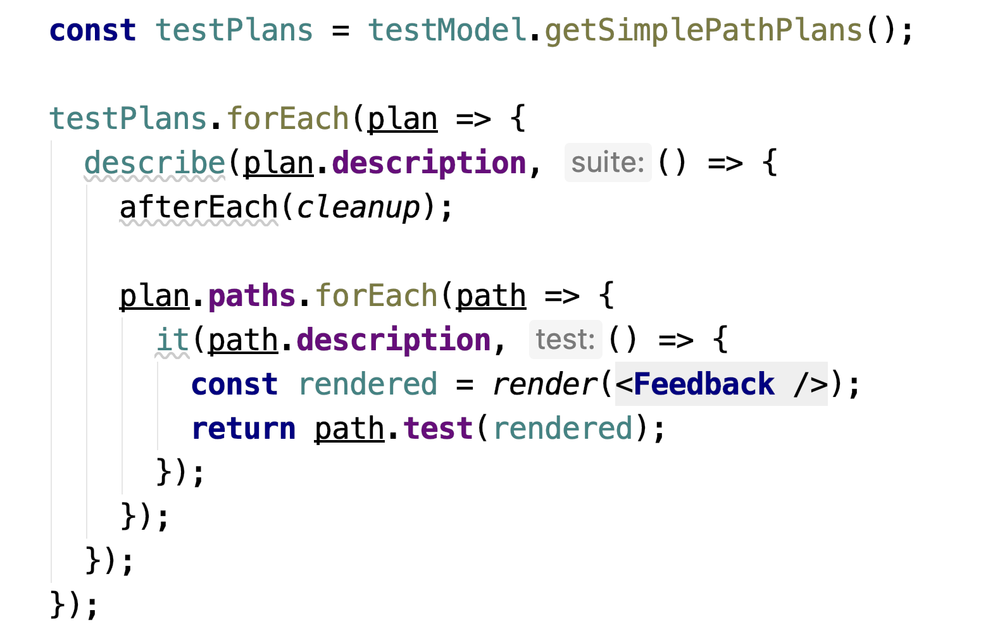 const testPlans = testModel.getSimplePathPlans();
testPlans.forEach(plan => {
describe(plan.description, suite: () => {
afterEach(cleanup);
plan.paths.forEach(path => {
it(path.description, test: () => {
const rendered = render(<Feedback />);
return path.test(rendered);
});
});
});
});